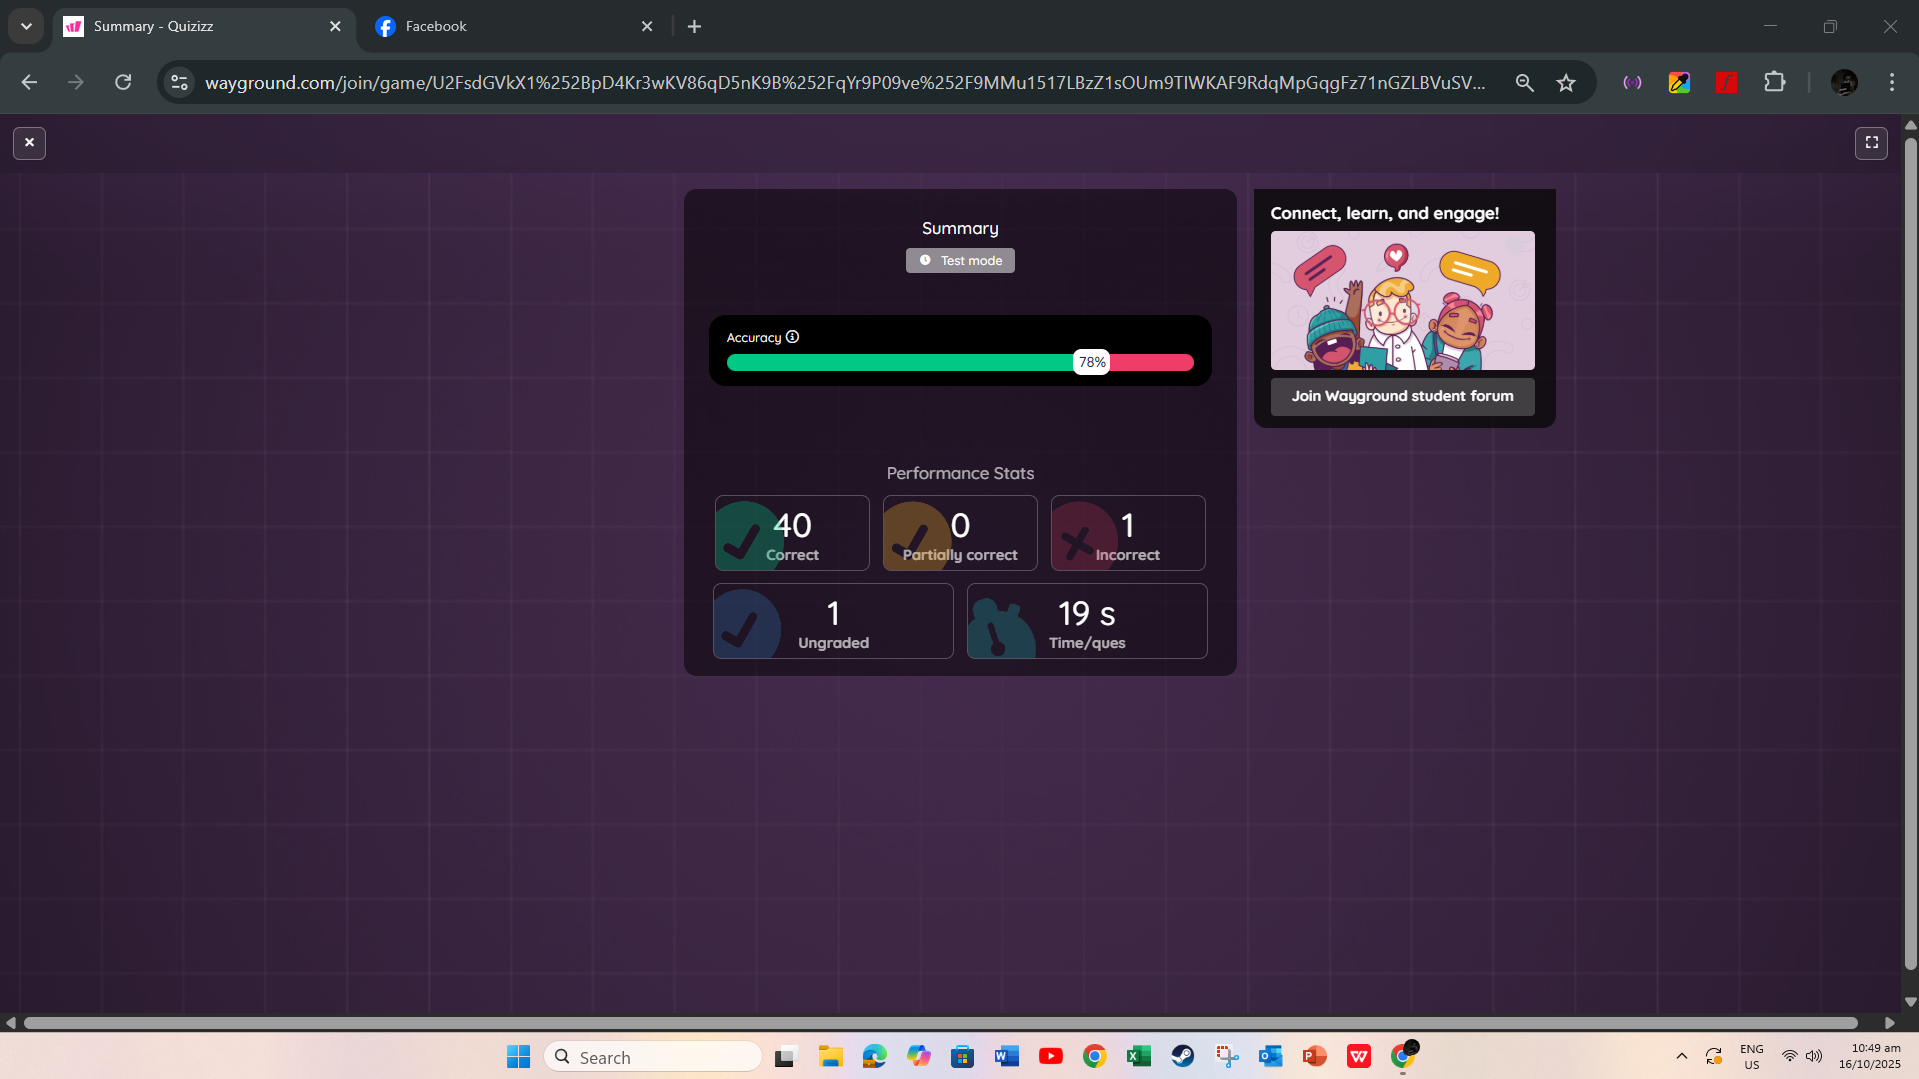 Summary - Quizizz
Facebook
wayground.com/join/game/U2FsdGVkX1%252BpD4Kr3wKV86qD5nK9B%252FqYr9P09ve%252F9MMu1517LBzZ1sOUm9TIWKAF9RdqMpGqgFz71nGZLBVuSV...
Summary
Test mode
Accuracy
78%
Performance Stats
40
Correct
0
Partially correct
1
Incorrect
1
Ungraded
19 s
Time/ques
Connect, learn, and engage!
Join Wayground student forum
Search
ENG
US
10:49 am
16/10/2025